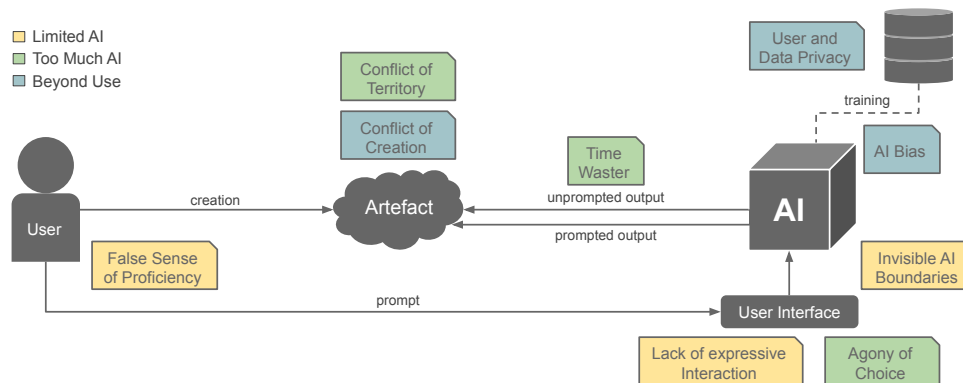 Limited AI
Too Much AI
Beyond Use
User and
Data Privacy
Conflict of
Territory
training
Conflict of
Creation
Time
Waster
AI Bias
creation
unprompted output
Artefact
AI
User
prompted output
False Sense
of Proficiency
Invisible AI
Boundaries
prompt
User Interface
Lack of expressive
Interaction
Agony of
Choice